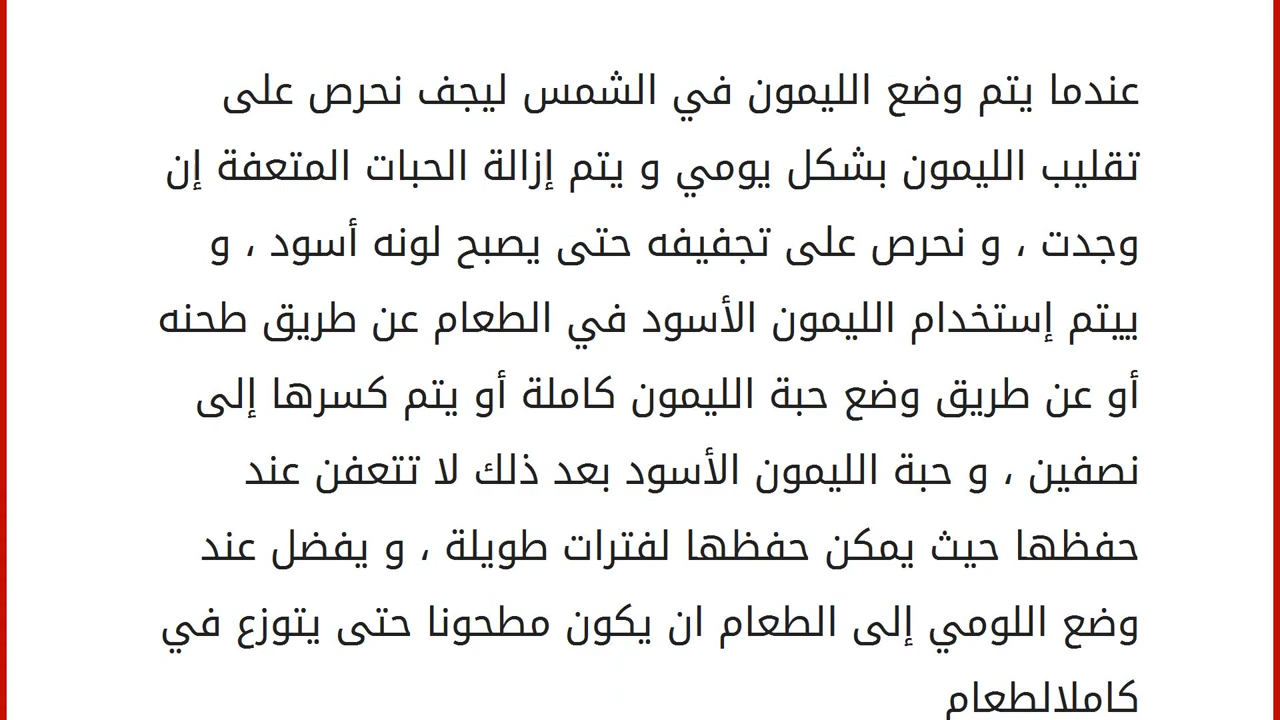 عندما يتم وضع الليمون في الشمس ليجف نحرص على
تقليب الليمون بشكل يومي و يتم إزالة الحبات المتعفة إن
وجدت ، و نحرص على تجفيفه حتى يصبح لونه أسود ، و
ييتم إستخدام الليمون الأسود في الطعام عن طريق طحنه
أو عن طريق وضع حبة الليمون كاملة أو يتم كسرها إلى
نصفين ، و حبة الليمون الأسود بعد ذلك لا تتعفن عند
حفظها حيث يمكن حفظها لفترات طويلة ، و يفضل عند
وضع اللومي إلى الطعام ان يكون مطحونا حتى يتوزع في
كاملالطعام